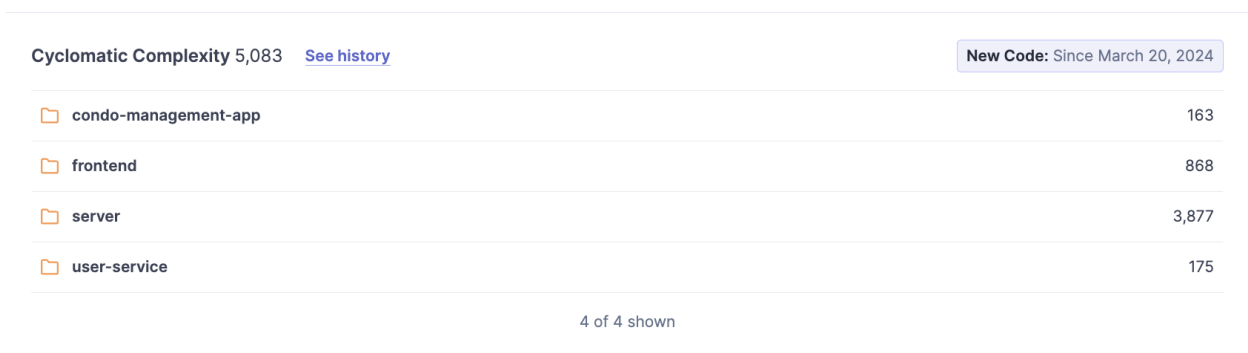 Cyclomatic Complexity 5,083 See history New Code: Since March 20, 2024
condo-management-app 163
frontend 868
server 3,877
user-service 175
4 of 4 shown